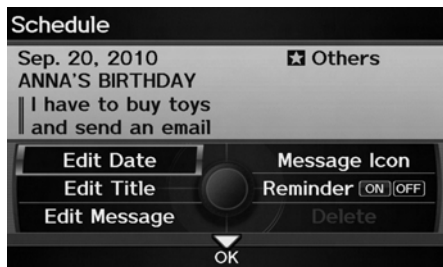 Schedule
Sep. 20, 2010 Others
ANNA'S BIRTHDAY
I have to buy toys
and send an email
Edit Date Message Icon
Edit Title Reminder ON OFF
Edit Message Delete
OK